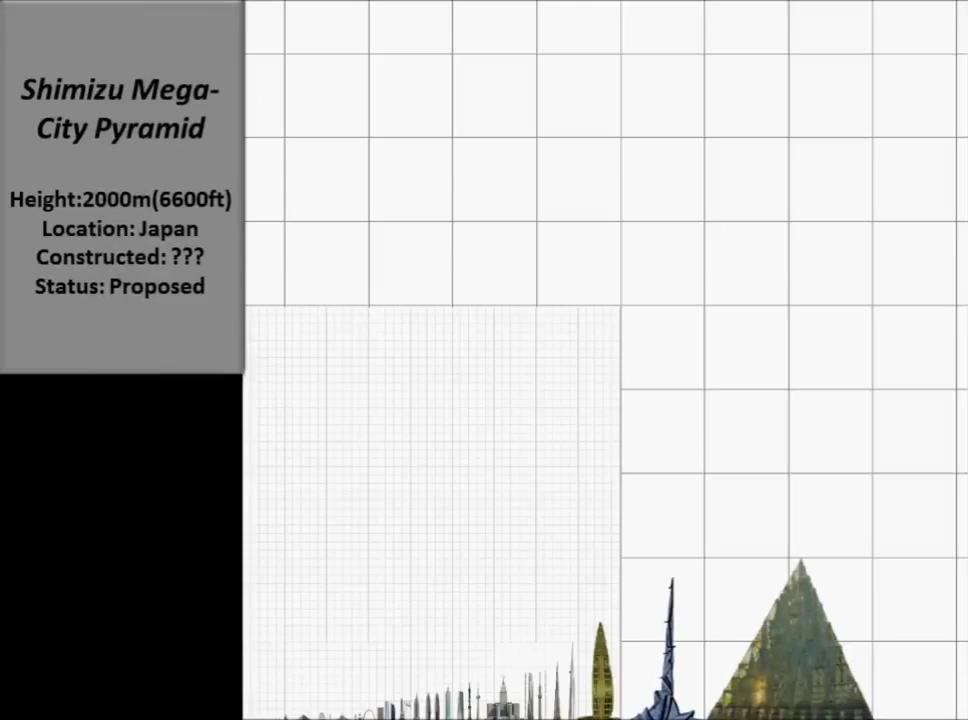 Shimizu Mega-
City Pyramid
Height:2000m(6600ft)
Location: Japan
Constructed: ???
Status: Proposed